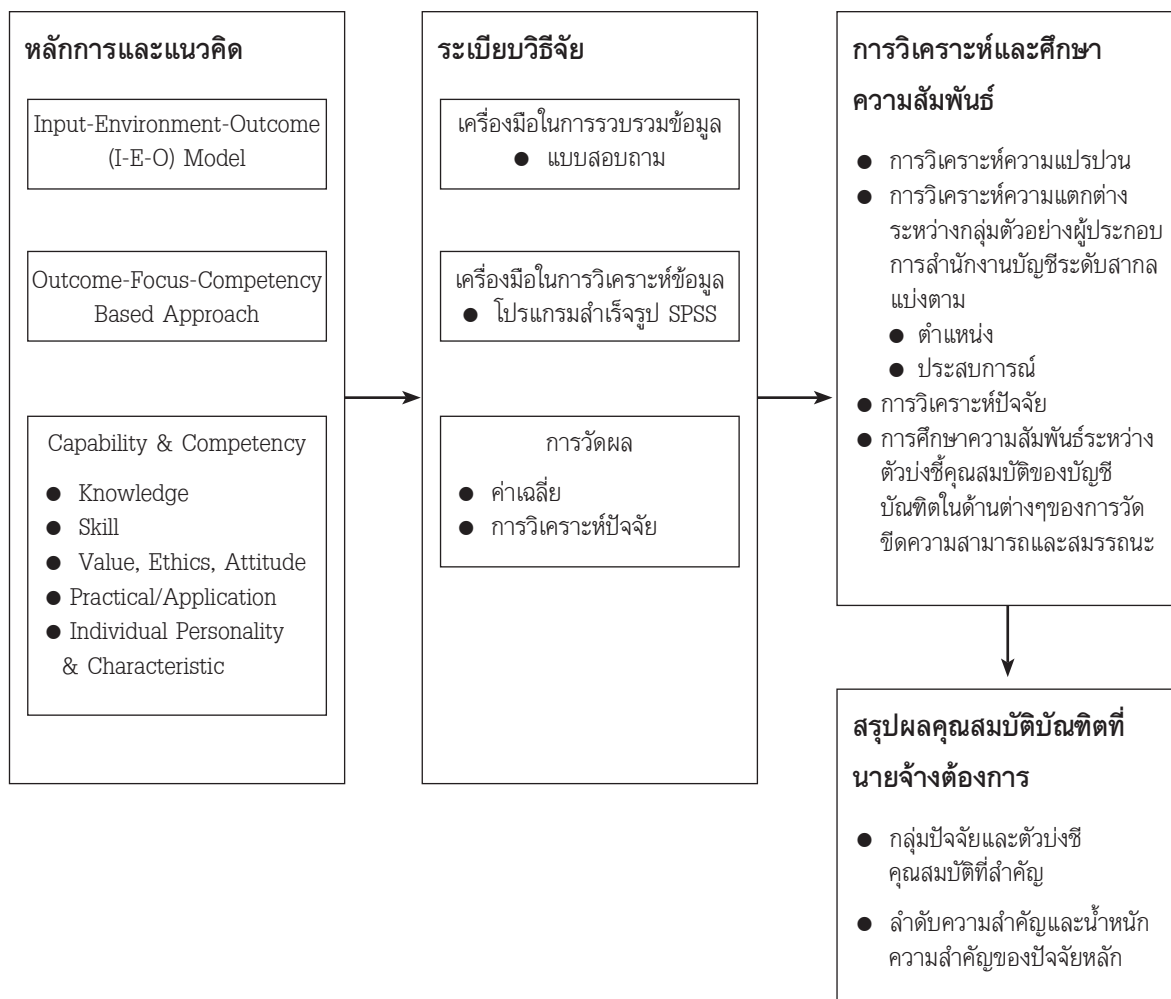 หลักการและแนวคิด
Input-Environment-Outcome
(I-E-O) Model
Outcome-Focus-Competency
Based Approach
Capability & Competency
● Knowledge
● Skill
● Value, Ethics, Attitude
● Practical/Application
● Individual Personality
& Characteristic
ระเบียบวิธีจัย
เครื่องมือในการรวบรวมข้อมูล
● แบบสอบถาม
เครื่องมือในการวิเคราะห์ข้อมูล
● โปรแกรมสำเร็จรูป SPSS
การวัดผล
● ค่าเฉลี่ย
● การวิเคราะห์ปัจจัย
การวิเคราะห์และศึกษา
ความสัมพันธ์
● การวิเคราะห์ความแปรปวน
● การวิเคราะห์ความแตกต่าง
ระหว่างกลุ่มตัวอย่างผู้ประกอบ
การสำนักงานบัญชีระดับสากล
แบ่งตาม
● ตำแหน่ง
● ประสบการณ์
● การวิเคราะห์ปัจจัย
● การศึกษาความสัมพันธ์ระหว่าง
ตัวบ่งชี้คุณสมบัติของบัญชี
บัณฑิตในด้านต่างๆของการวัด
ขีดความสามารถและสมรรถนะ
สรุปผลคุณสมบัติบัณฑิตที่
นายจ้างต้องการ
● กลุ่มปัจจัยและตัวบ่งชี
คุณสมบัติที่สำคัญ
● ลำดับความสำคัญและน้ำหนัก
ความสำคัญของปัจจัยหลัก